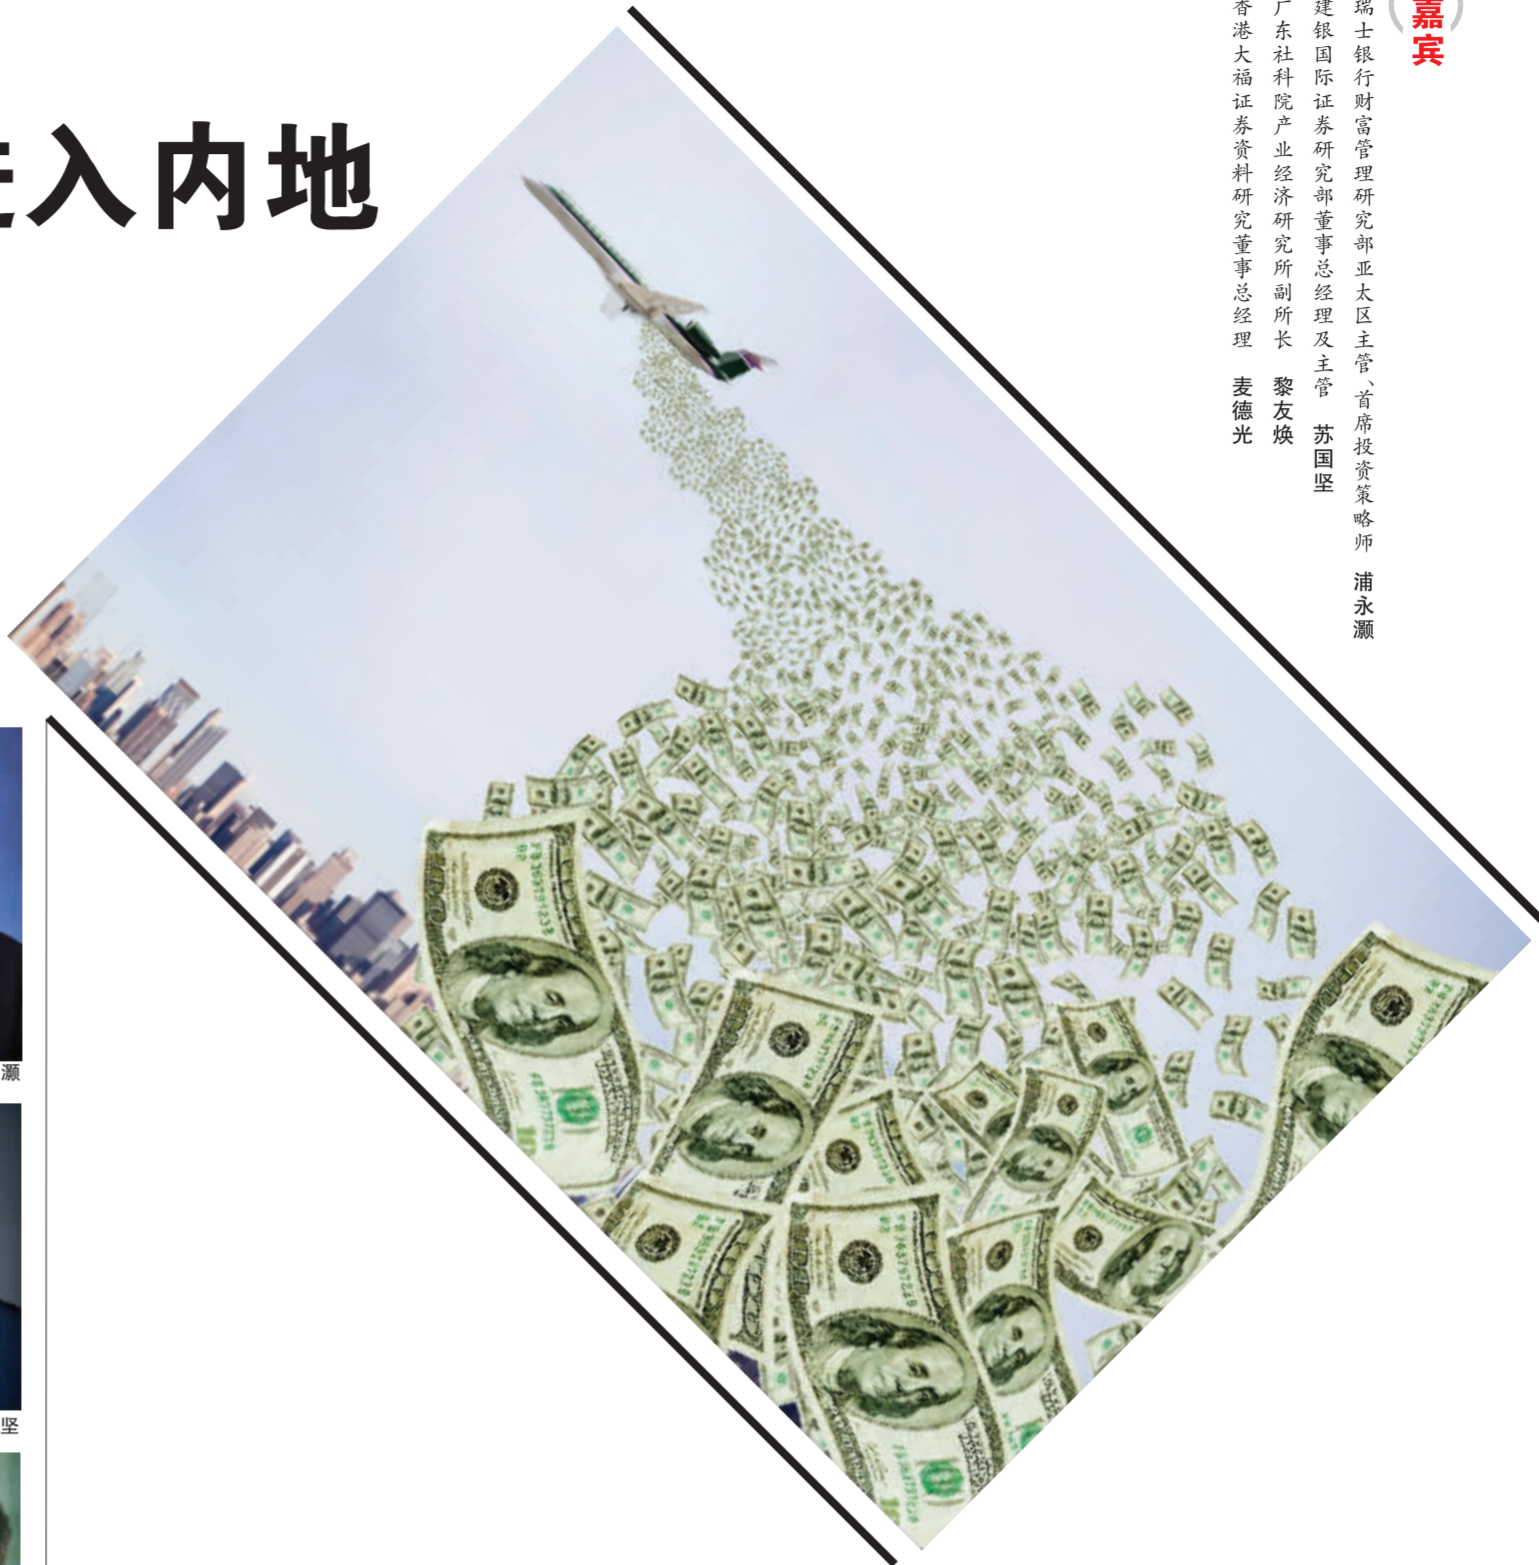 进入内地
嘉宾
瑞士银行财富管理研究部亚太区主管、首席投资策略师 浦永灏
建银国际证券研究部董事总经理及主管 苏国坚
广东社科院产业经济研究所副所长 黎友焕
香港大福证券资料研究董事总经理 麦德光
灏
坚